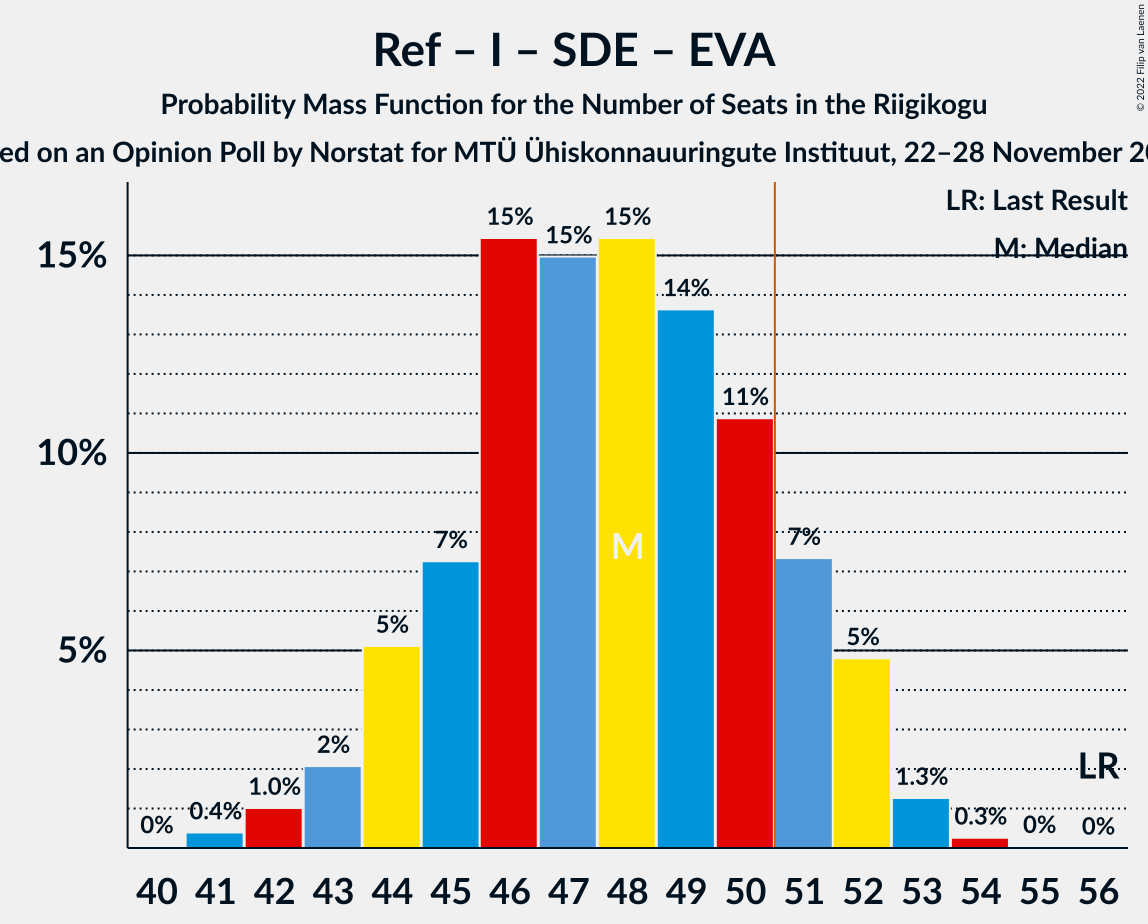 Ref – I – SDE – EVA
Probability Mass Function for the Number of Seats in the Riigikogu
ed on an Opinion Poll by Norstat for MTÜ Ühiskonnauuringute Instituut, 22–28 November 20
© 2022 Filip van Laenen
LR: Last Result
M: Median
15%
10%
5%
0%
0.4%
1.0%
2%
5%
7%
15%
15%
15%
14%
11%
7%
5%
1.3%
0.3%
0%
0%
M
LR
40 41 42 43 44 45 46 47 48 49 50 51 52 53 54 55 56